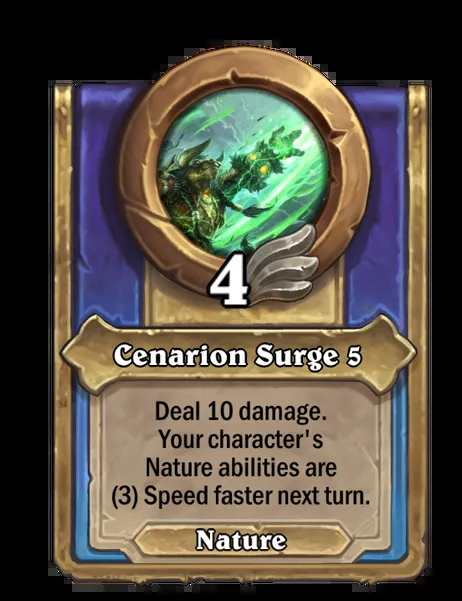 4
Cenarion Surge 5
Deal 10 damage.
Your character's
Nature abilities are
(3) Speed faster next turn.
Nature